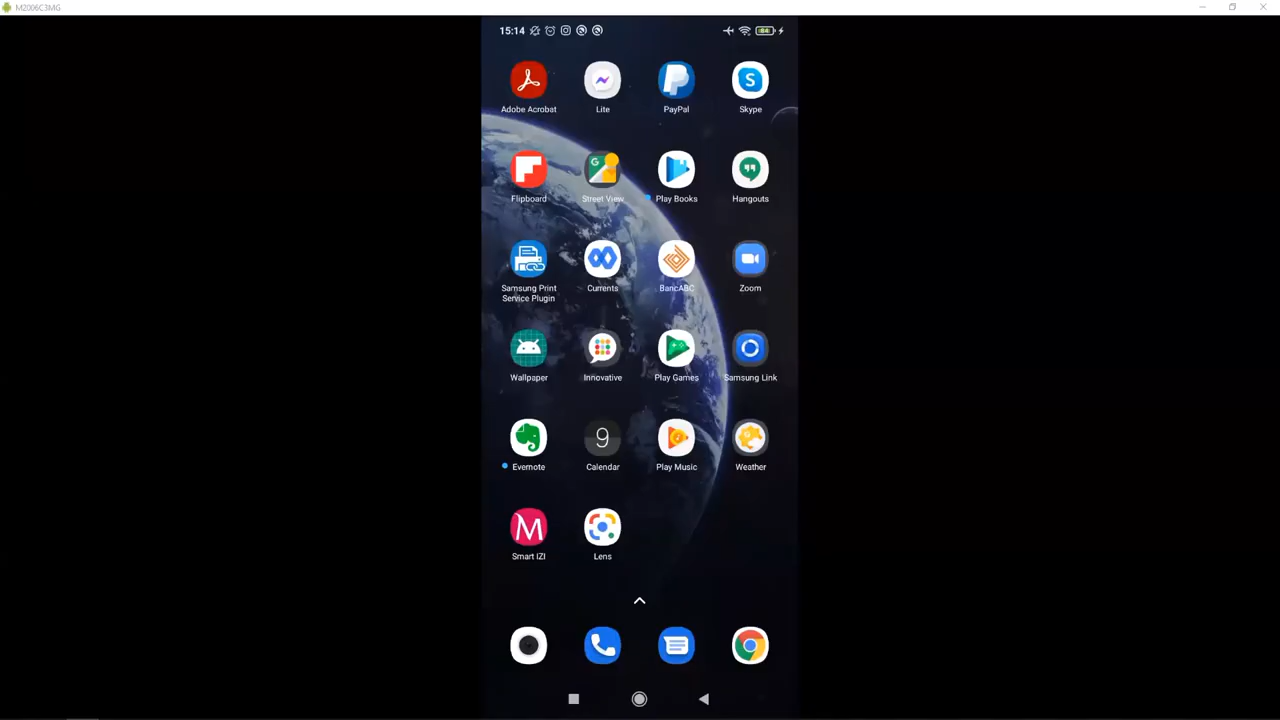 M2006C3MG
15:14
64
Adobe Acrobat
Lite
PayPal
Skype
Flipboard
Street View
Play Books
Hangouts
Samsung Print
Service Plugin
Currents
BancABC
Zoom
Wallpaper
Innovative
Play Games
Samsung Link
Evernote
9
Calendar
Play Music
Weather
Smart IZI
Lens